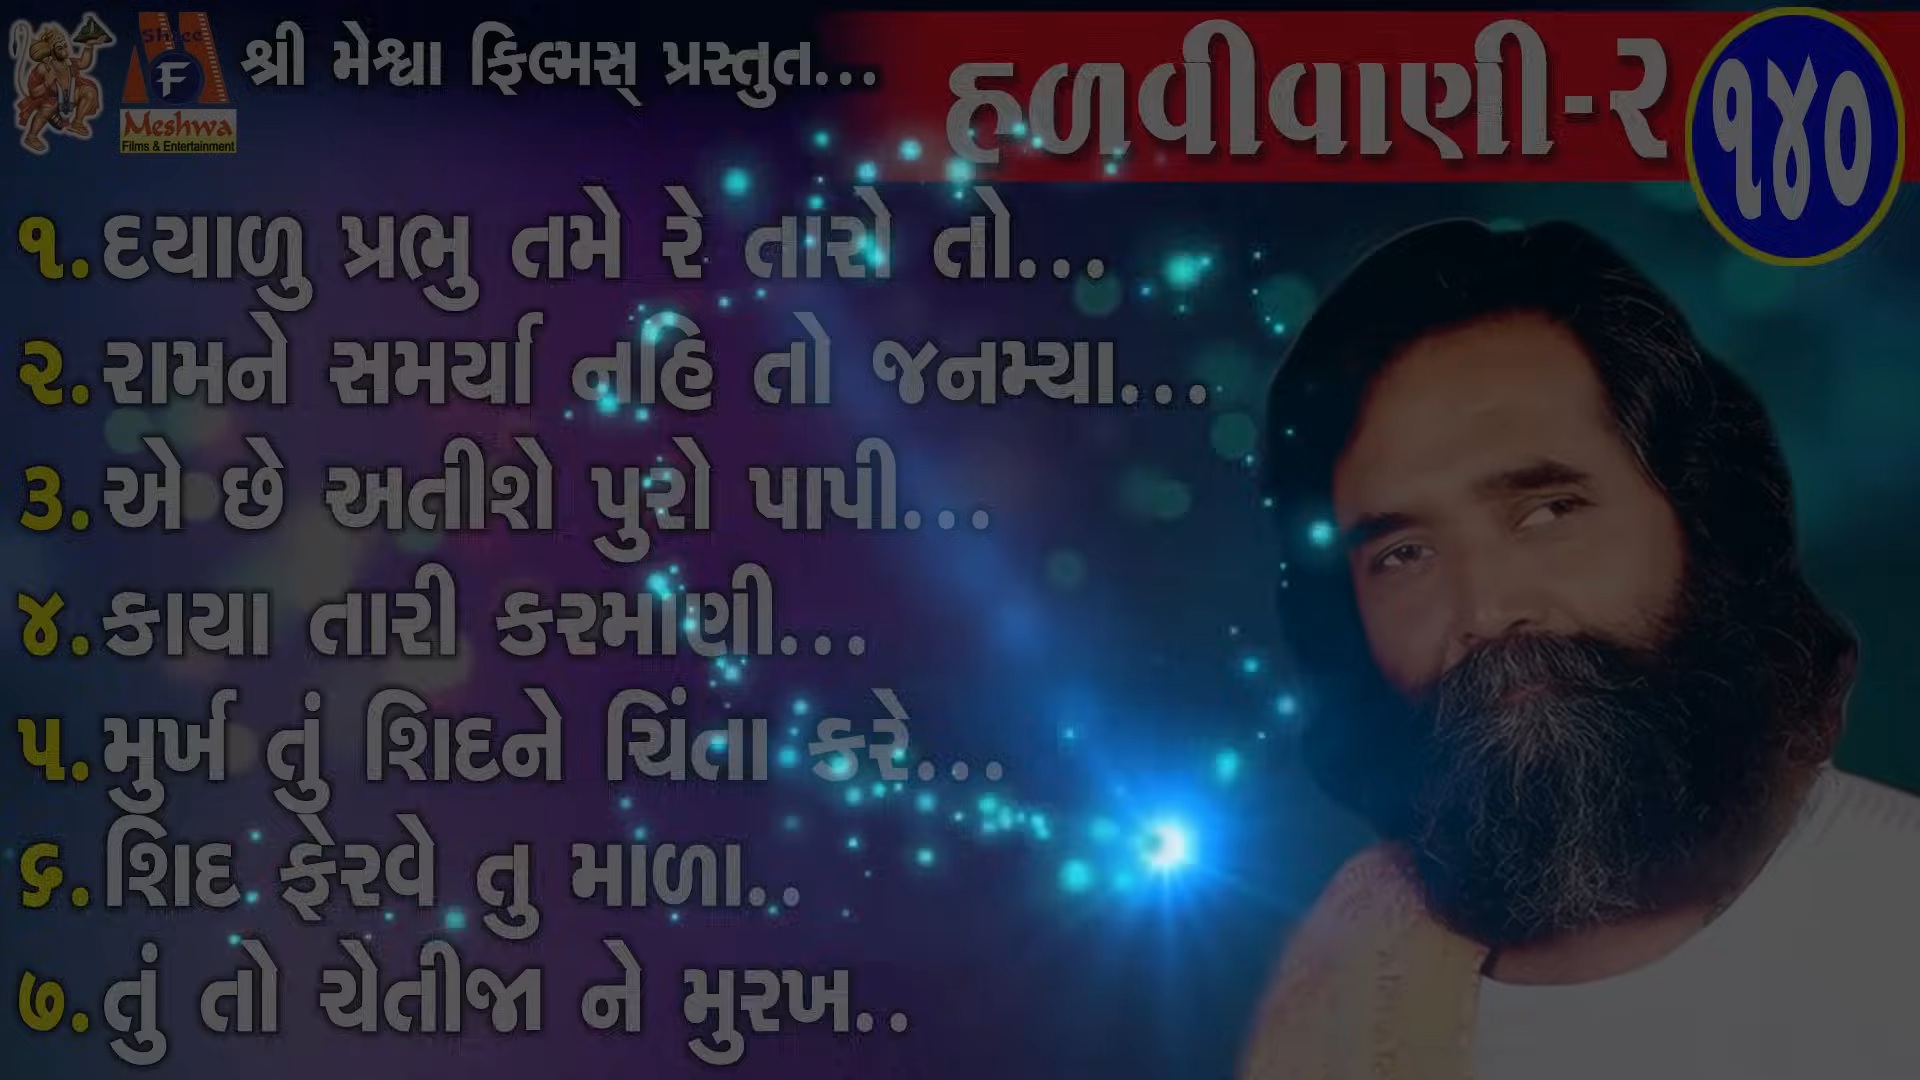 Shree
F
Meshwa
Films & Entertainment
શ્રી મેશ્વા ફિલ્મસ્ પ્રસ્તુત...
હળવીવાણી-૨
૧૪૦
૧.દયાળુ પ્રભુ તમે રે તારો તો...
૨.રામને સમર્યા નહિ તો જનમ્યા...
૩.એ છે અતીશે પુરો પાપી...
૪.કાયા તારી કરમાણી...
૫.મુર્ખ તું શિદને ચિંતા કરે...
૬.શિદ ફેરવે તુ માળા..
૭.તું તો ચેતીજા ને મુરખ..